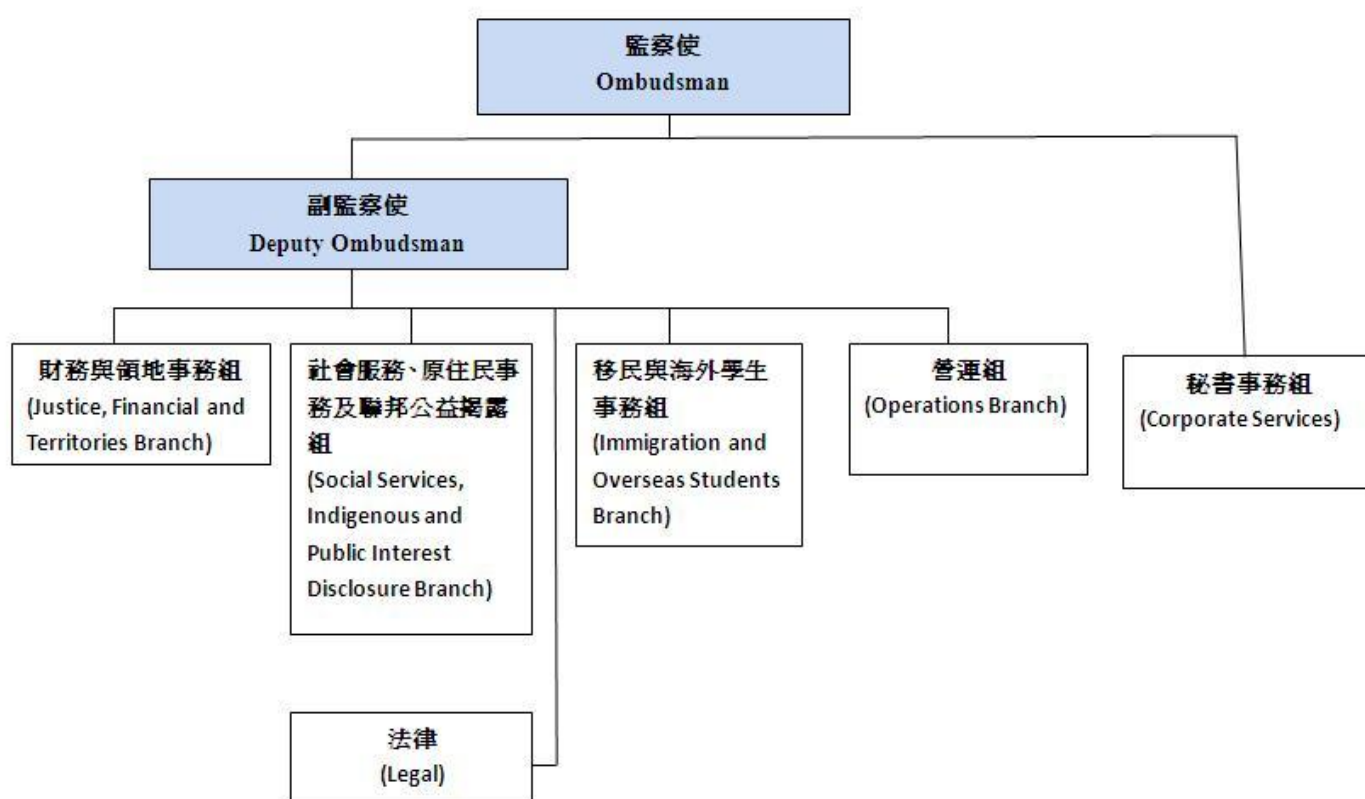 監察使
Ombudsman
副監察使
Deputy Ombudsman
財務與領地事務組
(Justice, Financial and
Territories Branch)
社會服務、原住民事
務及聯邦公益揭露
組
(Social Services,
Indigenous and
Public Interest
Disclosure Branch)
移民與海外學生
事務組
(Immigration and
Overseas Students
Branch)
營運組
(Operations Branch)
秘書事務組
(Corporate Services)
法律
(Legal)